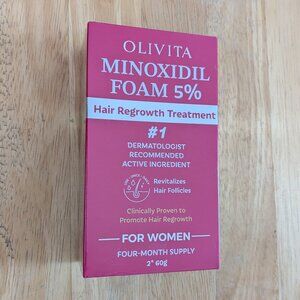 OLIVITA
MINOXIDIL
FOAM 5%
Hair Regrowth Treatment
#1
DERMATOLOGIST
RECOMMENDED
ACTIVE INGREDIENT
Revitalizes
Hair Follicles
Clinically Proven to
Promote Hair Regrowth
FOR WOMEN
FOUR-MONTH SUPPLY
2* 60g